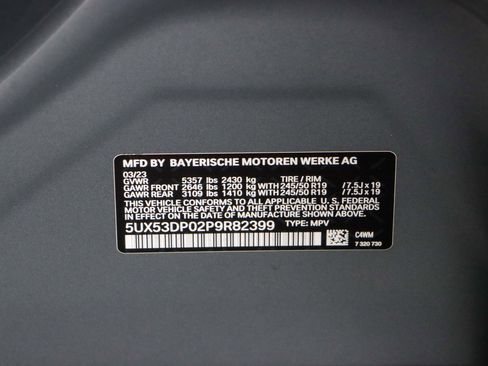 MFD BY BAYERISCHE MOTOREN WERKE AG
03/23
GVWR 5357 lbs 2430 kg TIRE / RIM
GAWR FRONT 2646 lbs 1200 kg WITH 245/50 R19 / 7.5J x 19
GAWR REAR 3109 lbs 1410 kg WITH 245/50 R19 / 7.5J x 19
THIS VEHICLE CONFORMS TO ALL APPLICABLE U.S. FEDERAL
MOTOR VEHICLE SAFETY AND THEFT PREVENTION STANDARDS
IN EFFECT ON THE DATE OF MANUFACTURE SHOWN ABOVE.
5UX53DP02P9R82399 TYPE: MPV
C4WM
7 320 730